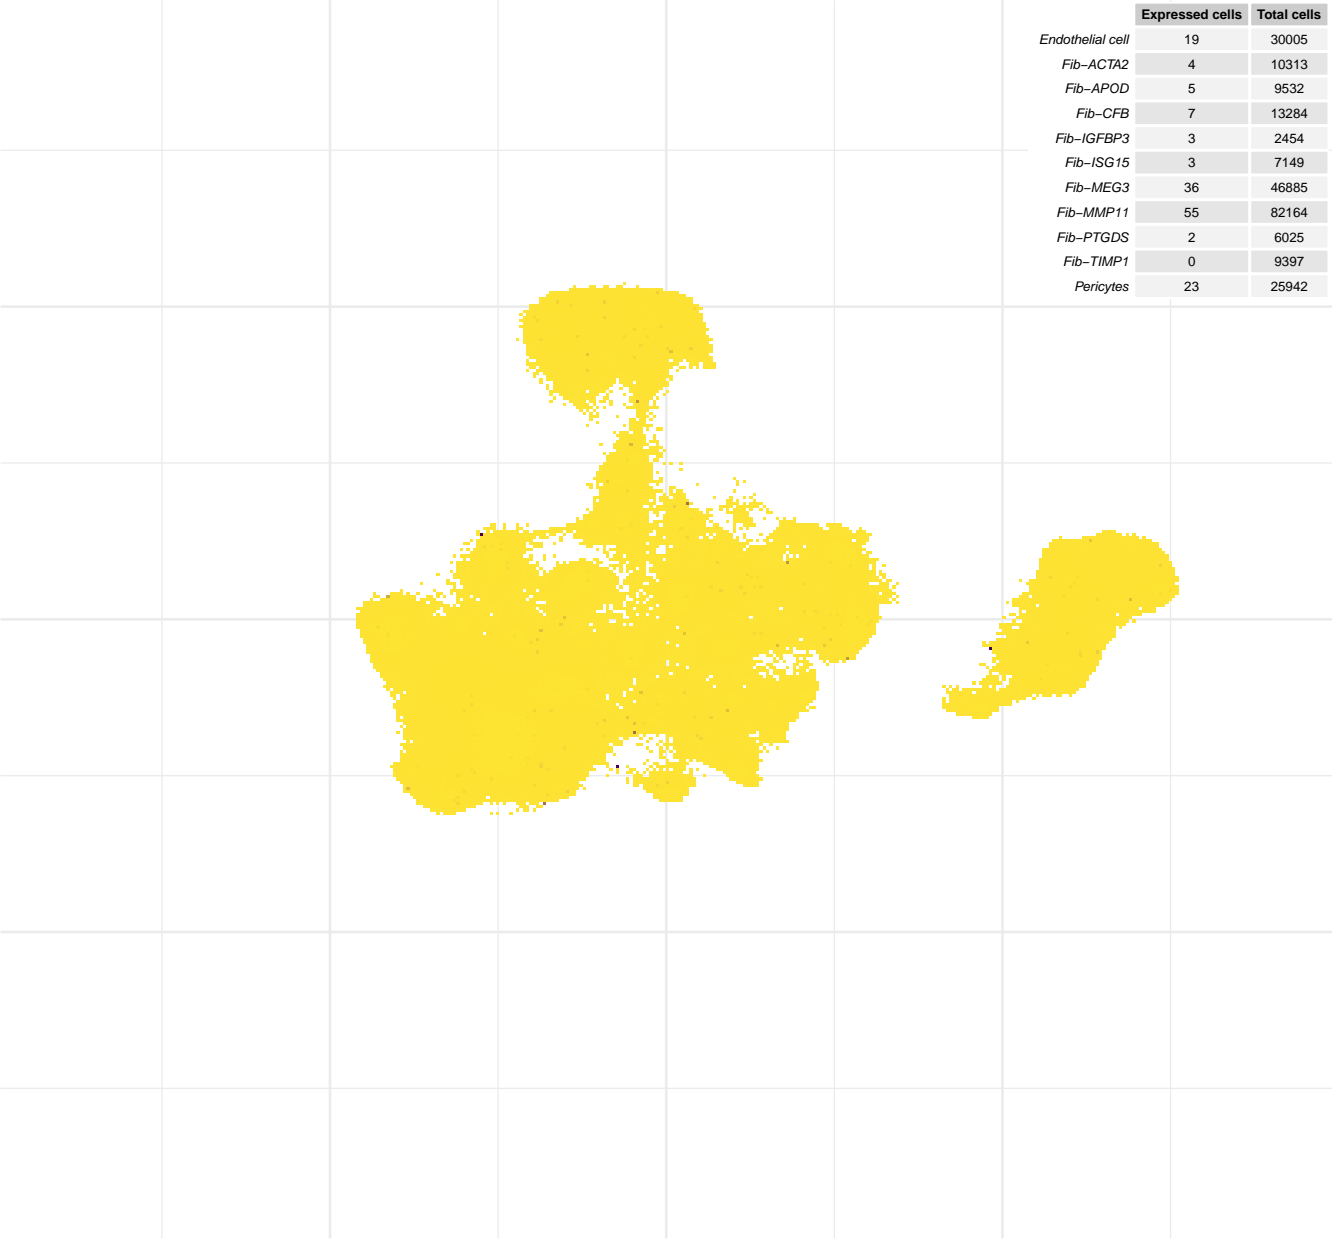 Expressed cells Total cells
Endothelial cell 19 30005
Fib−ACTA2 4 10313
Fib−APOD 5 9532
Fib−CFB 7 13284
Fib−IGFBP3 3 2454
Fib−ISG15 3 7149
Fib−MEG3 36 46885
Fib−MMP11 55 82164
Fib−PTGDS 2 6025
Fib−TIMP1 0 9397
Pericytes 23 25942